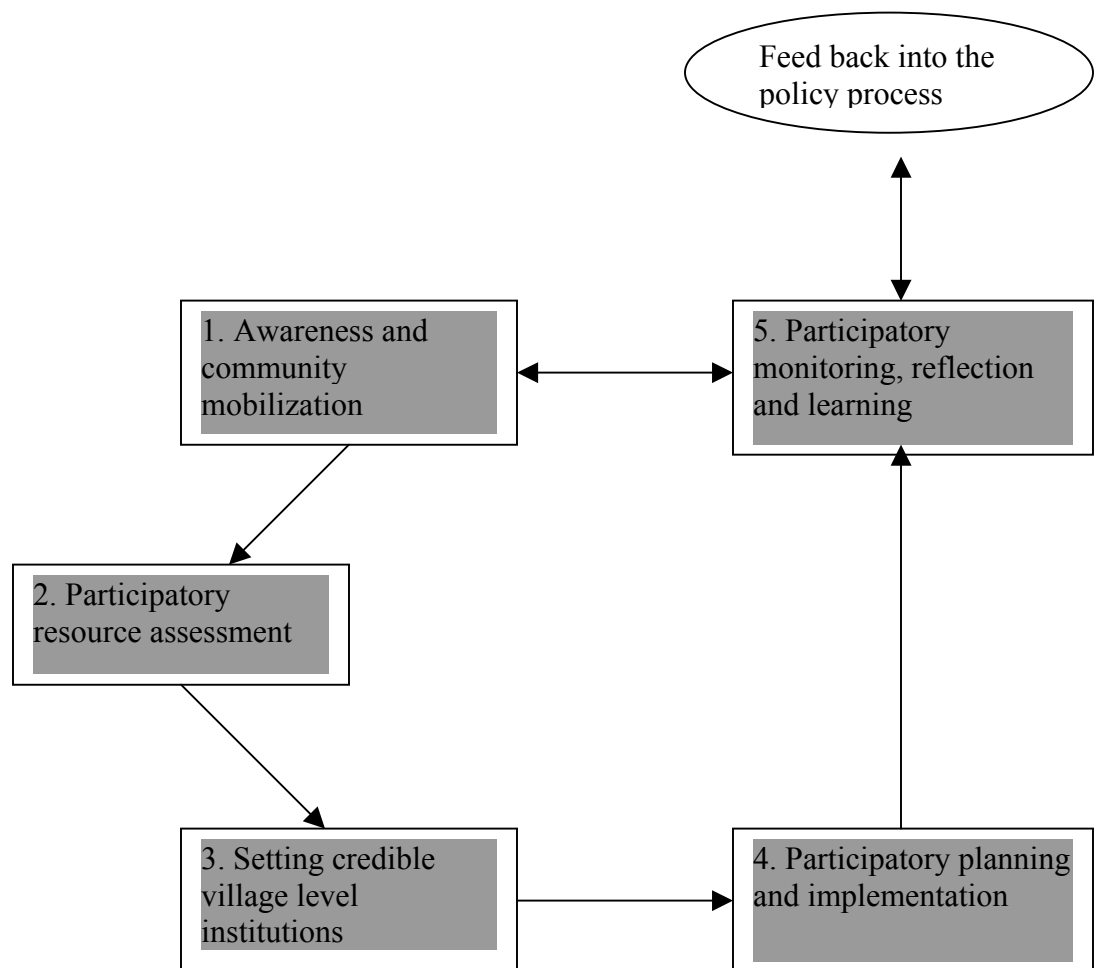 Feed back into the
policy process
1. Awareness and
community
mobilization
5. Participatory
monitoring, reflection
and learning
2. Participatory
resource assessment
3. Setting credible
village level
institutions
4. Participatory planning
and implementation